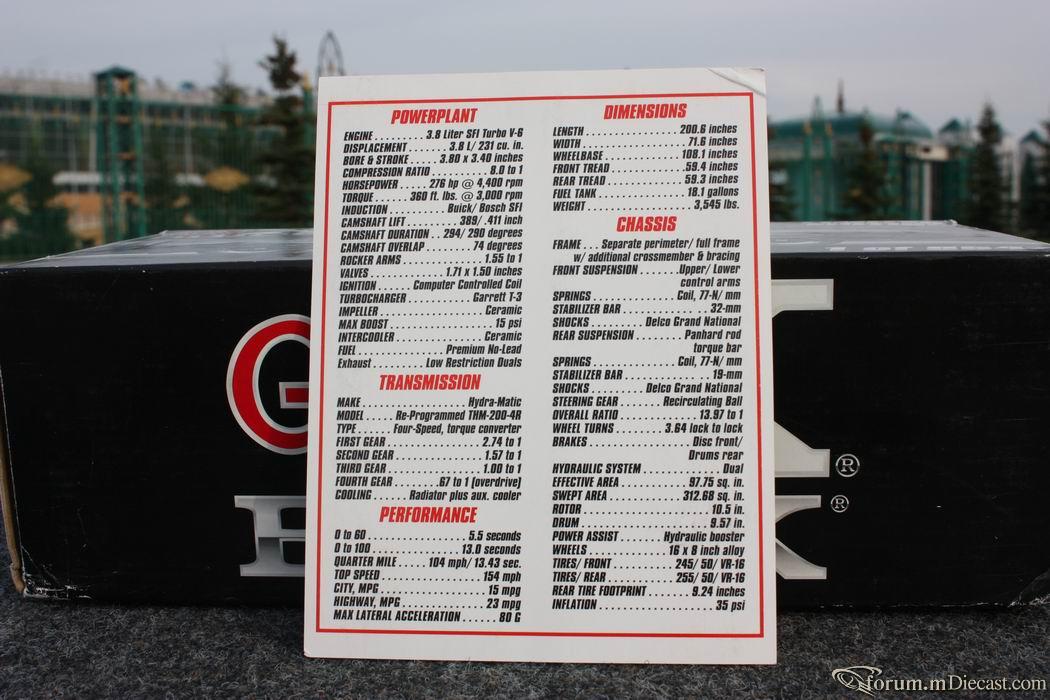 POWERPLANT
ENGINE ........ 3.8 Liter SFI Turbo V-6
DISPLACEMENT ....... 3.8 L/ 231 cu. in.
BORE & STROKE ..... 3.80 x 3.40 inches
COMPRESSION RATIO ......... 8.0 to 1
HORSEPOWER ..... 276 hp @ 4,400 rpm
TORQUE ..... 360 ft. lbs. @ 3,000 rpm
INDUCTION ......... Buick/ Bosch SFI
CAMSHAFT LIFT ......... 389/ .411 inch
CAMSHAFT DURATION .. 294/ 290 degrees
CAMSHAFT OVERLAP ........ 74 degrees
ROCKER ARMS .............. 1.55 to 1
VALVES ............. 1.71 x 1.50 inches
IGNITION ..... Computer Controlled Coil
TURBOCHARGER ............ Garrett T-3
IMPELLER .................. Ceramic
MAX BOOST ................. 15 psi
INTERCOOLER ............... Ceramic
FUEL .............. Premium No-Lead
Exhaust ......... Low Restriction Duals
TRANSMISSION
MAKE ................. Hydra-Matic
MODEL ..... Re-Programmed THM-200-4R
TYPE ..... Four-Speed, torque converter
FIRST GEAR ................ 2.74 to 1
SECOND GEAR .............. 1.57 to 1
THIRD GEAR ............... 1.00 to 1
FOURTH GEAR ....... .67 to 1 (overdrive)
COOLING ..... Radiator plus aux. cooler
PERFORMANCE
0 to 60 ................. 5.5 seconds
0 to 100 ............... 13.0 seconds
QUARTER MILE ..... 104 mph/ 13.43 sec.
TOP SPEED ................ 154 mph
CITY, MPG ................. 15 mpg
HIGHWAY, MPG .............. 23 mpg
MAX LATERAL ACCELERATION ...... 80 G
DIMENSIONS
LENGTH ................ 200.6 inches
WIDTH .................. 71.6 inches
WHEELBASE ............ 108.1 inches
FRONT TREAD ............ 59.4 inches
REAR TREAD ............. 59.3 inches
FUEL TANK ............. 18.1 gallons
WEIGHT ................ 3,545 lbs.
CHASSIS
FRAME ... Separate perimeter/ full frame
w/ additional crossmember & bracing
FRONT SUSPENSION ....... Upper/ Lower
control arms
SPRINGS .............. Coil, 77-N/ mm
STABILIZER BAR ............... 32-mm
SHOCKS ......... Delco Grand National
REAR SUSPENSION ......... Panhard rod
torque bar
SPRINGS .............. Coil, 77-N/ mm
STABILIZER BAR ............... 19-mm
SHOCKS ......... Delco Grand National
STEERING GEAR ....... Recirculating Ball
OVERALL RATIO ............ 13.97 to 1
WHEEL TURNS ........ 3.64 lock to lock
BRAKES ................. Disc front/
Drums rear
HYDRAULIC SYSTEM ............. Dual
EFFECTIVE AREA ........... 97.75 sq. in.
SWEPT AREA ............. 312.68 sq. in.
ROTOR ..................... 10.5 in.
DRUM ...................... 9.57 in.
POWER ASSIST ....... Hydraulic booster
WHEELS ............ 16 x 8 inch alloy
TIRES/ FRONT ........ 245/ 50/ VR-16
TIRES/ REAR ......... 255/ 50/ VR-16
REAR TIRE FOOTPRINT ...... 9.24 inches
INFLATION .................. 35 psi
G
®
®
forum.mDiecast.com